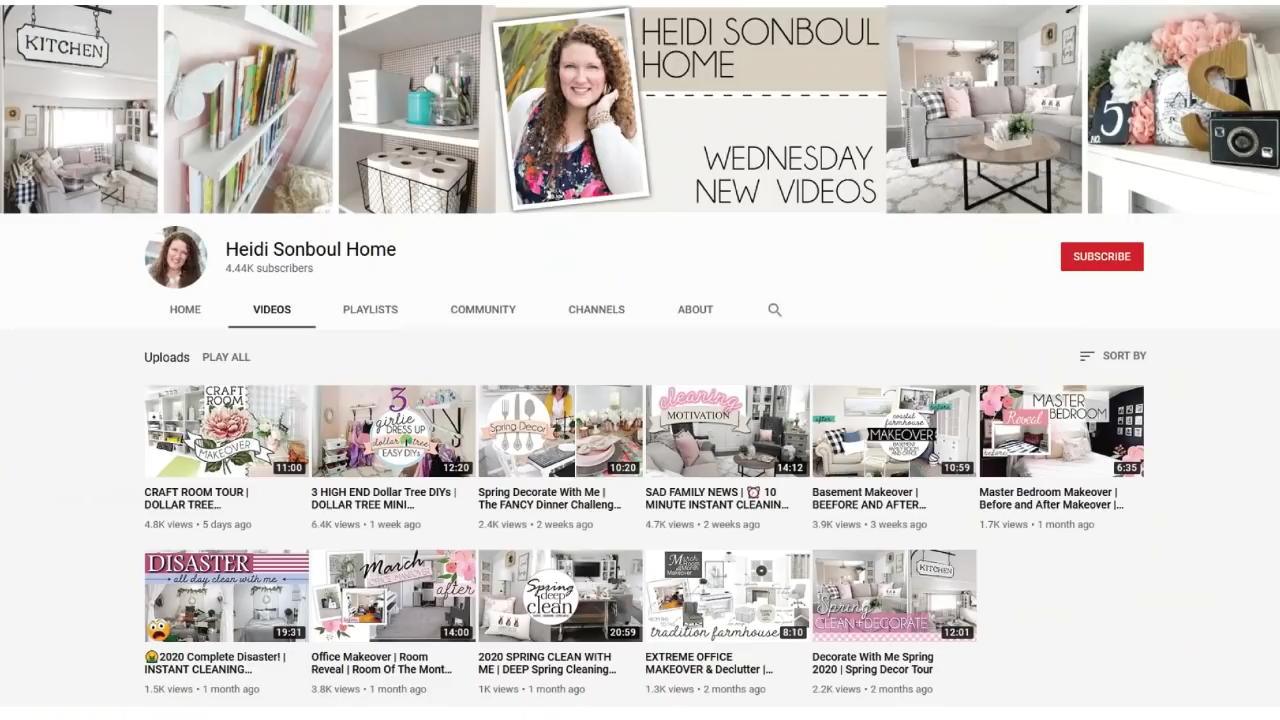 KITCHEN
HEIDI SONBOUL
HOME
WEDNESDAY
NEW VIDEOS
5
NO.
S
Heidi Sonboul Home
4.44K subscribers
SUBSCRIBE
HOME VIDEOS PLAYLISTS COMMUNITY CHANNELS ABOUT
Uploads PLAY ALL
SORT BY
CRAFT
ROOM
MAKEOVER
11:00
3
girlie
DRESS UP
dollar tree
EASY DIYs
12:20
Spring Decor
10:20
cleaning
MOTIVATION
14:12
after
before
coastal
farmhouse
MAKEOVER
BASEMENT
10:59
MASTER
BEDROOM
Reveal
before
6:35
CRAFT ROOM TOUR |
DOLLAR TREE...
4.8K views • 5 days ago
3 HIGH END Dollar Tree DIYs |
DOLLAR TREE MINI...
6.4K views • 1 week ago
Spring Decorate With Me |
The FANCY Dinner Challeng...
2.4K views • 2 weeks ago
SAD FAMILY NEWS | ⏰ 10
MINUTE INSTANT CLEANIN...
4.7K views • 2 weeks ago
Basement Makeover |
BEEFORE AND AFTER...
3.9K views • 3 weeks ago
Master Bedroom Makeover |
Before and After Makeover |...
1.7K views • 1 month ago
DISASTER
all day clean with me
19:31
March
after
before
14:00
Spring
deep
clean
20:59
March
Room
Month
Makeover
tradition farmhouse
8:10
KITCHEN
Spring
CLEAN+DECORATE
12:01
2020 Complete Disaster! |
INSTANT CLEANING...
1.5K views • 1 month ago
Office Makeover | Room
Reveal | Room Of The Mont...
3.8K views • 1 month ago
2020 SPRING CLEAN WITH
ME | DEEP Spring Cleaning...
1K views • 1 month ago
EXTREME OFFICE
MAKEOVER & Declutter |...
1.3K views • 2 months ago
Decorate With Me Spring
2020 | Spring Decor Tour
2.2K views • 2 months ago